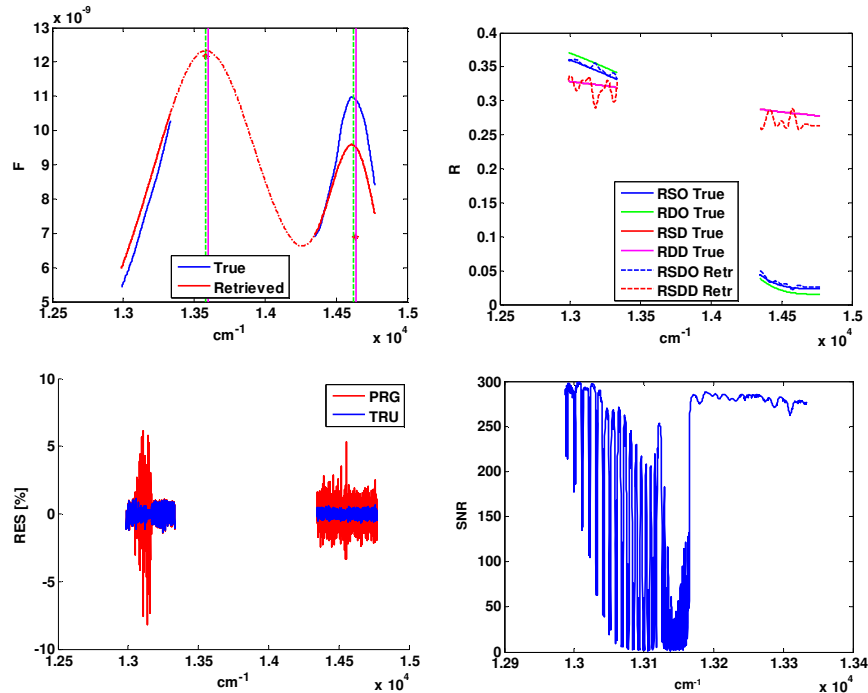 x 10^-9
13
12
11
10
9
8
7
6
5
F
1.25 1.3 1.35 1.4 1.45 1.5
cm^-1
x 10^4
True
Retrieved
0.4
0.35
0.3
0.25
0.2
0.15
0.1
0.05
0
R
1.25 1.3 1.35 1.4 1.45 1.5
cm^-1
x 10^4
RSO True
RDO True
RSD True
RDD True
RSDO Retr
RSDD Retr
10
5
0
-5
-10
RES [%]
1.25 1.3 1.35 1.4 1.45 1.5
cm^-1
x 10^4
PRG
TRU
300
250
200
150
100
50
0
SNR
1.29 1.3 1.31 1.32 1.33 1.34
cm^-1
x 10^4